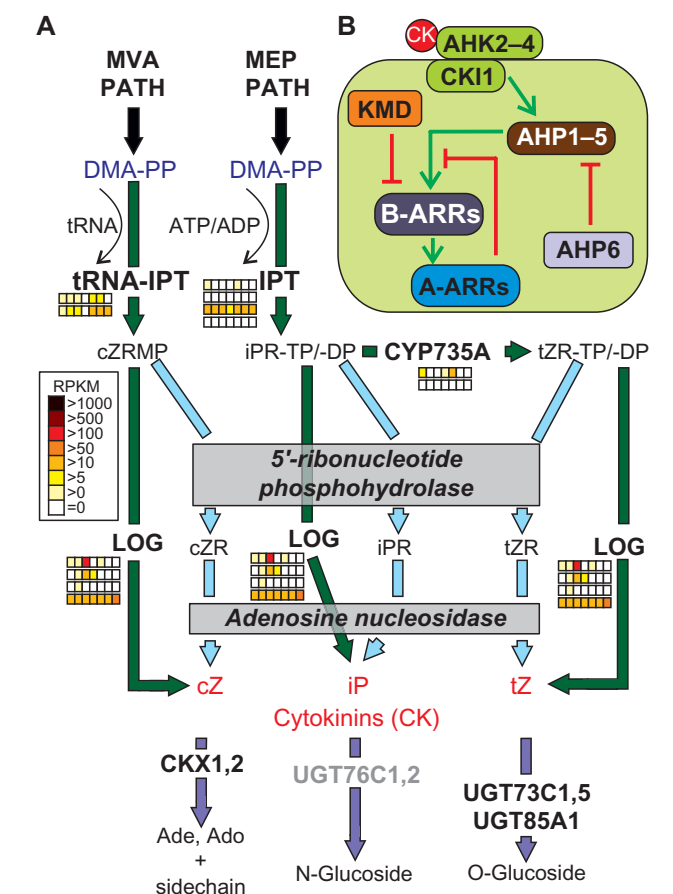 A
MVA
PATH
MEP
PATH
DMA-PP
DMA-PP
tRNA
ATP/ADP
tRNA-IPT
IPT
cZRMP
iPR-TP/-DP
CYP735A
tZR-TP/-DP
RPKM
>1000
>500
>100
>50
>10
>5
>0
=0
5'-ribonucleotide
phosphohydrolase
LOG
cZR
LOG
iPR
tZR
LOG
Adenosine nucleosidase
cZ
iP
tZ
Cytokinins (CK)
CKX1,2
UGT76C1,2
UGT73C1,5
UGT85A1
Ade, Ado
+
sidechain
N-Glucoside
O-Glucoside
B
CK
AHK2–4
CKI1
KMD
AHP1–5
B-ARRs
AHP6
A-ARRs